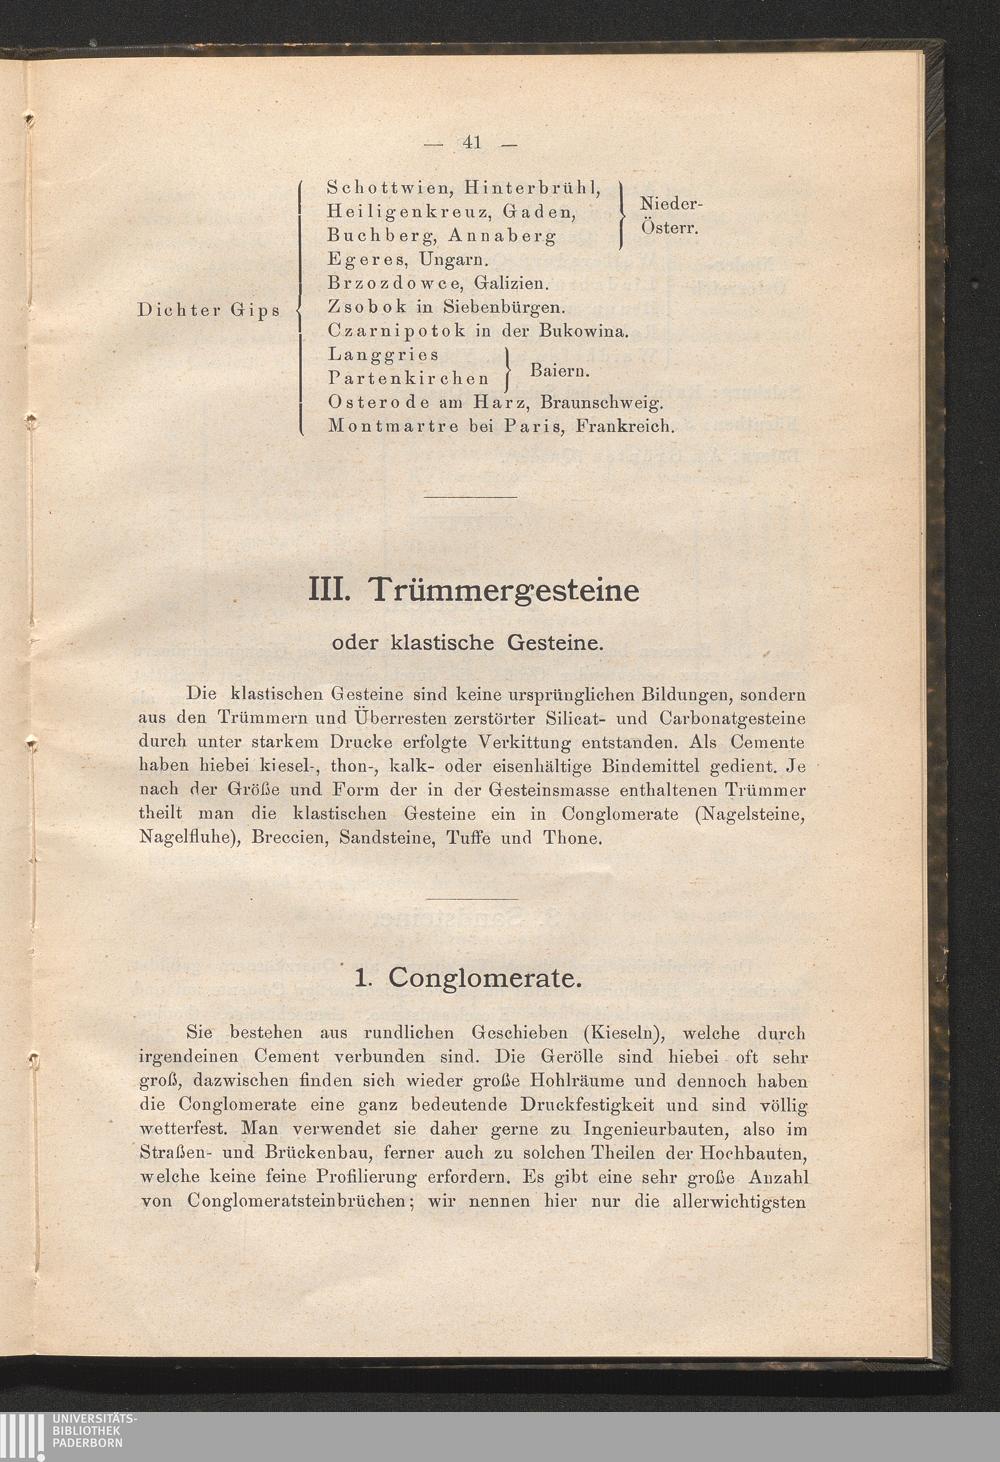 — 41 —
Schottwien, Hinterbrühl,
Heiligenkreuz, Gaden,
Buchberg, Annaberg
Nieder-
Österr.
Egeres, Ungarn.
Brzozdowce, Galizien.
Dichter Gips
Zsobok in Siebenbürgen.
Czarnipotok in der Bukowina.
Langgries
Partenkirchen
Baiern.
Osterode am Harz, Braunschweig.
Montmartre bei Paris, Frankreich.
III. Trümmergesteine
oder klastische Gesteine.
Die klastischen Gesteine sind keine ursprünglichen Bildungen, sondern
aus den Trümmern und Überresten zerstörter Silicat- und Carbonatgesteine
durch unter starkem Drucke erfolgte Verkittung entstanden. Als Cemente
haben hiebei kiesel-, thon-, kalk- oder eisenhältige Bindemittel gedient. Je
nach der Größe und Form der in der Gesteinsmasse enthaltenen Trümmer
theilt man die klastischen Gesteine ein in Conglomerate (Nagelsteine,
Nagelfluhe), Breccien, Sandsteine, Tuffe und Thone.
1. Conglomerate.
Sie bestehen aus rundlichen Geschieben (Kieseln), welche durch
irgendeinen Cement verbunden sind. Die Gerölle sind hiebei oft sehr
groß, dazwischen finden sich wieder große Hohlräume und dennoch haben
die Conglomerate eine ganz bedeutende Druckfestigkeit und sind völlig
wetterfest. Man verwendet sie daher gerne zu Ingenieurbauten, also im
Straßen- und Brückenbau, ferner auch zu solchen Theilen der Hochbauten,
welche keine feine Profilierung erfordern. Es gibt eine sehr große Anzahl
von Conglomeratsteinbrüchen; wir nennen hier nur die allerwichtigsten
UNIVERSITÄTS-
BIBLIOTHEK
PADERBORN